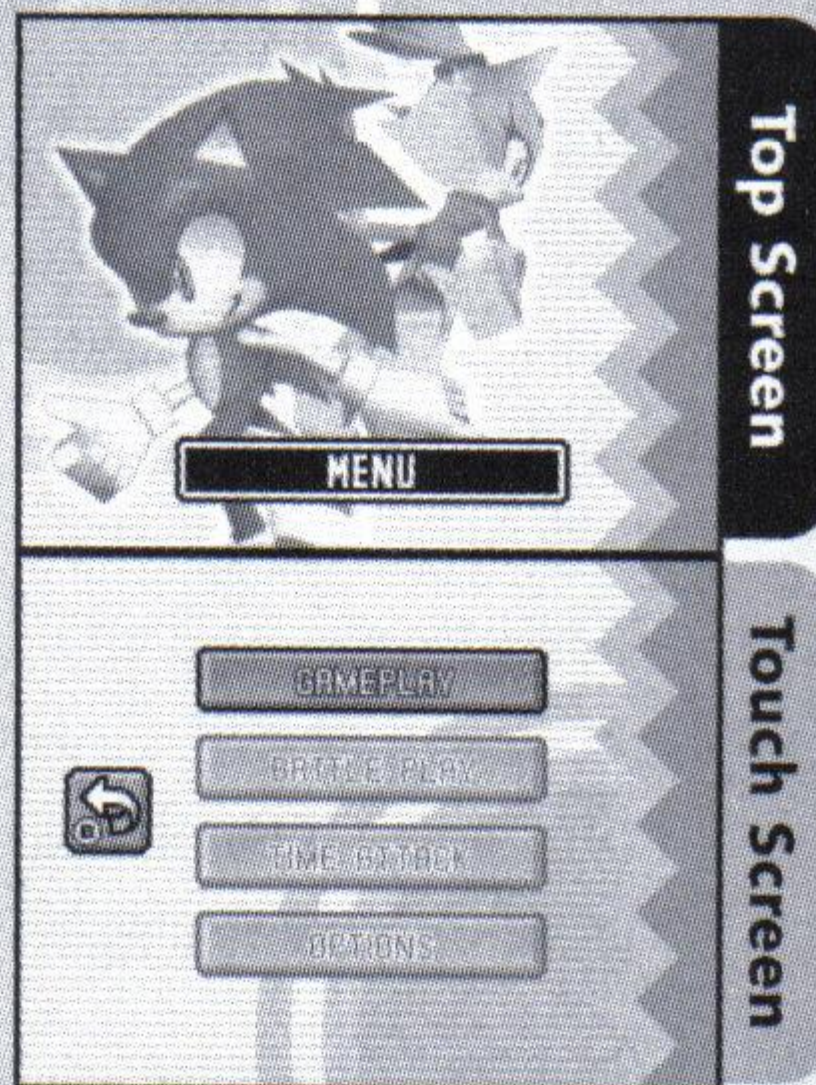 Top Screen
MENU
Touch Screen
GAMEPLAY
BATTLE PLAY
TIME ATTACK
OPTIONS